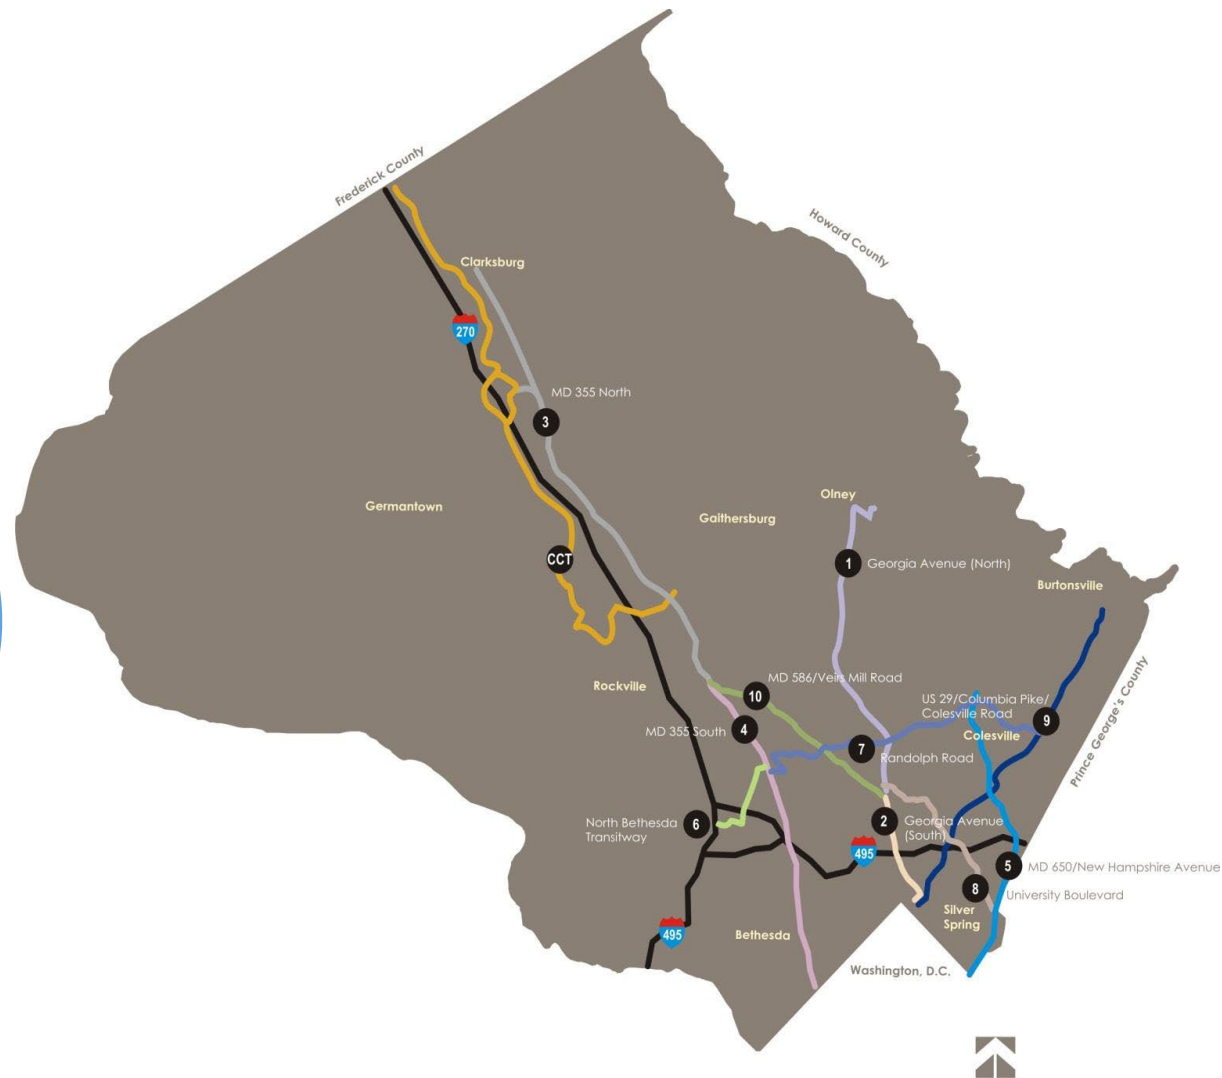 Frederick County
Howard County
Clarksburg
270
MD 355 North
3
Olney
Germantown
Gaithersburg
CCT
1
Georgia Avenue (North)
Burtonsville
Prince George's County
MD 586/Veirs Mill Road
Rockville
10
US 29/Columbia Pike/
Colesville Road
9
MD 355 South
4
Colesville
7
Randolph Road
North Bethesda
Transitway
6
2
Georgia Avenue
(South)
495
5
MD 650/New Hampshire Avenue
8
University Boulevard
Silver
Spring
495
Bethesda
Washington, D.C.